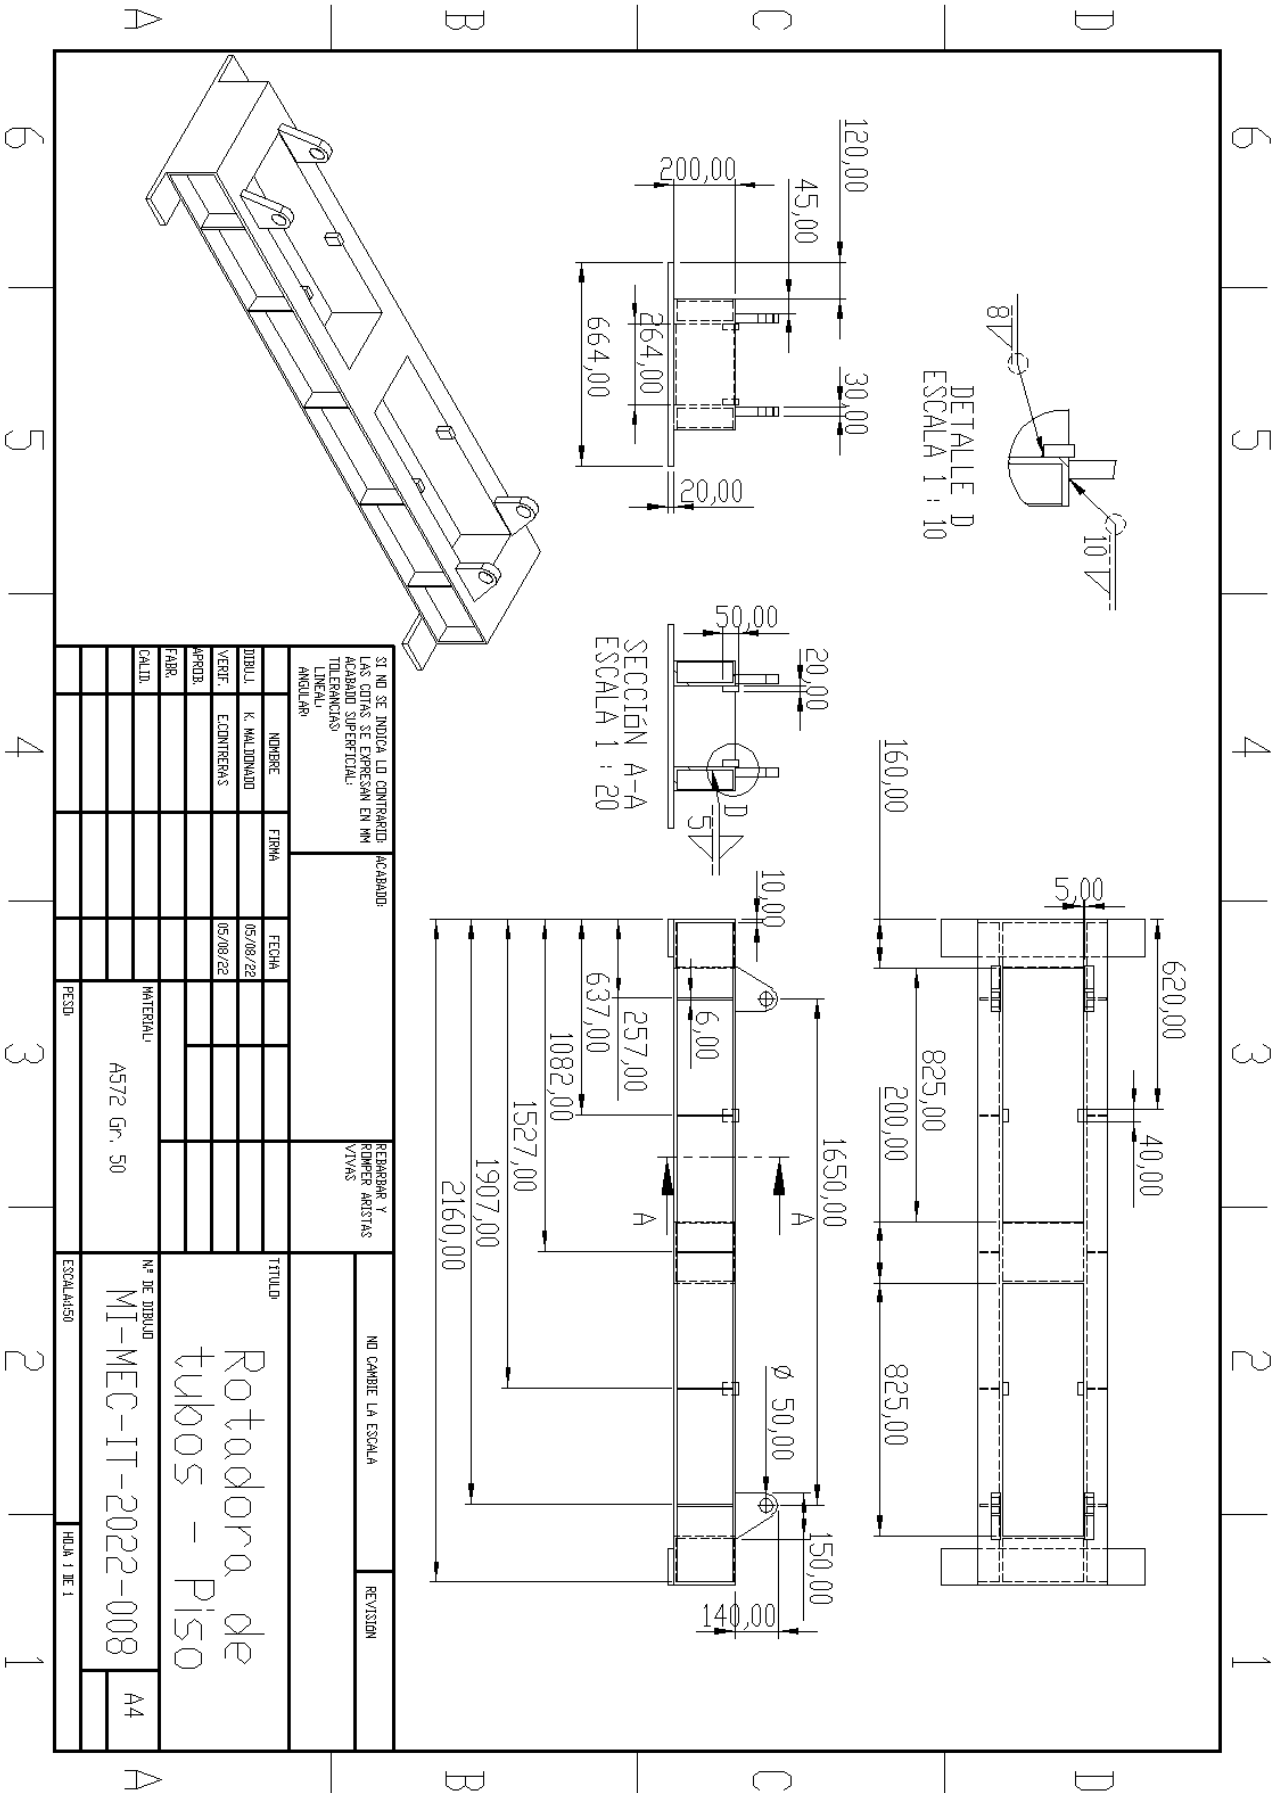 D
C
B
A
6
5
4
3
2
1
6
5
4
3
2
1
D
C
B
A
DETALLE D
ESCALA 1 : 10
8
10
120,00
45,00
200,00
30,00
264,00
664,00
20,00
SECCIÓN A-A
ESCALA 1 : 20
50,00
20,00
D
5
620,00
40,00
5,00
160,00
825,00
200,00
825,00
10,00
6,00
1650,00
A
A
257,00
637,00
1082,00
1527,00
1907,00
2160,00
Ø 50,00
150,00
140,00
SI NO SE INDICA LO CONTRARIO:
LAS COTAS SE EXPRESAN EN MM
ACABADO SUPERFICIAL:
TOLERANCIAS:
LINEAL:
ANGULAR:
ACABADO:
REBARBAR Y
ROMPER ARISTAS
VIVAS
NO CAMBIE LA ESCALA
REVISIÓN
NOMBRE
FIRMA
FECHA
DIBUJ.
K. MALDONADO
05/08/22
VERIF.
E.CONTRERAS
05/08/22
APROB.
FABR.
CALID.
TÍTULO:
Rotadora de
tubos - Piso
MATERIAL:
A572 Gr. 50
N.º DE DIBUJO
MI-MEC-IT-2022-008
A4
PESO:
ESCALA:1:50
HOJA 1 DE 1